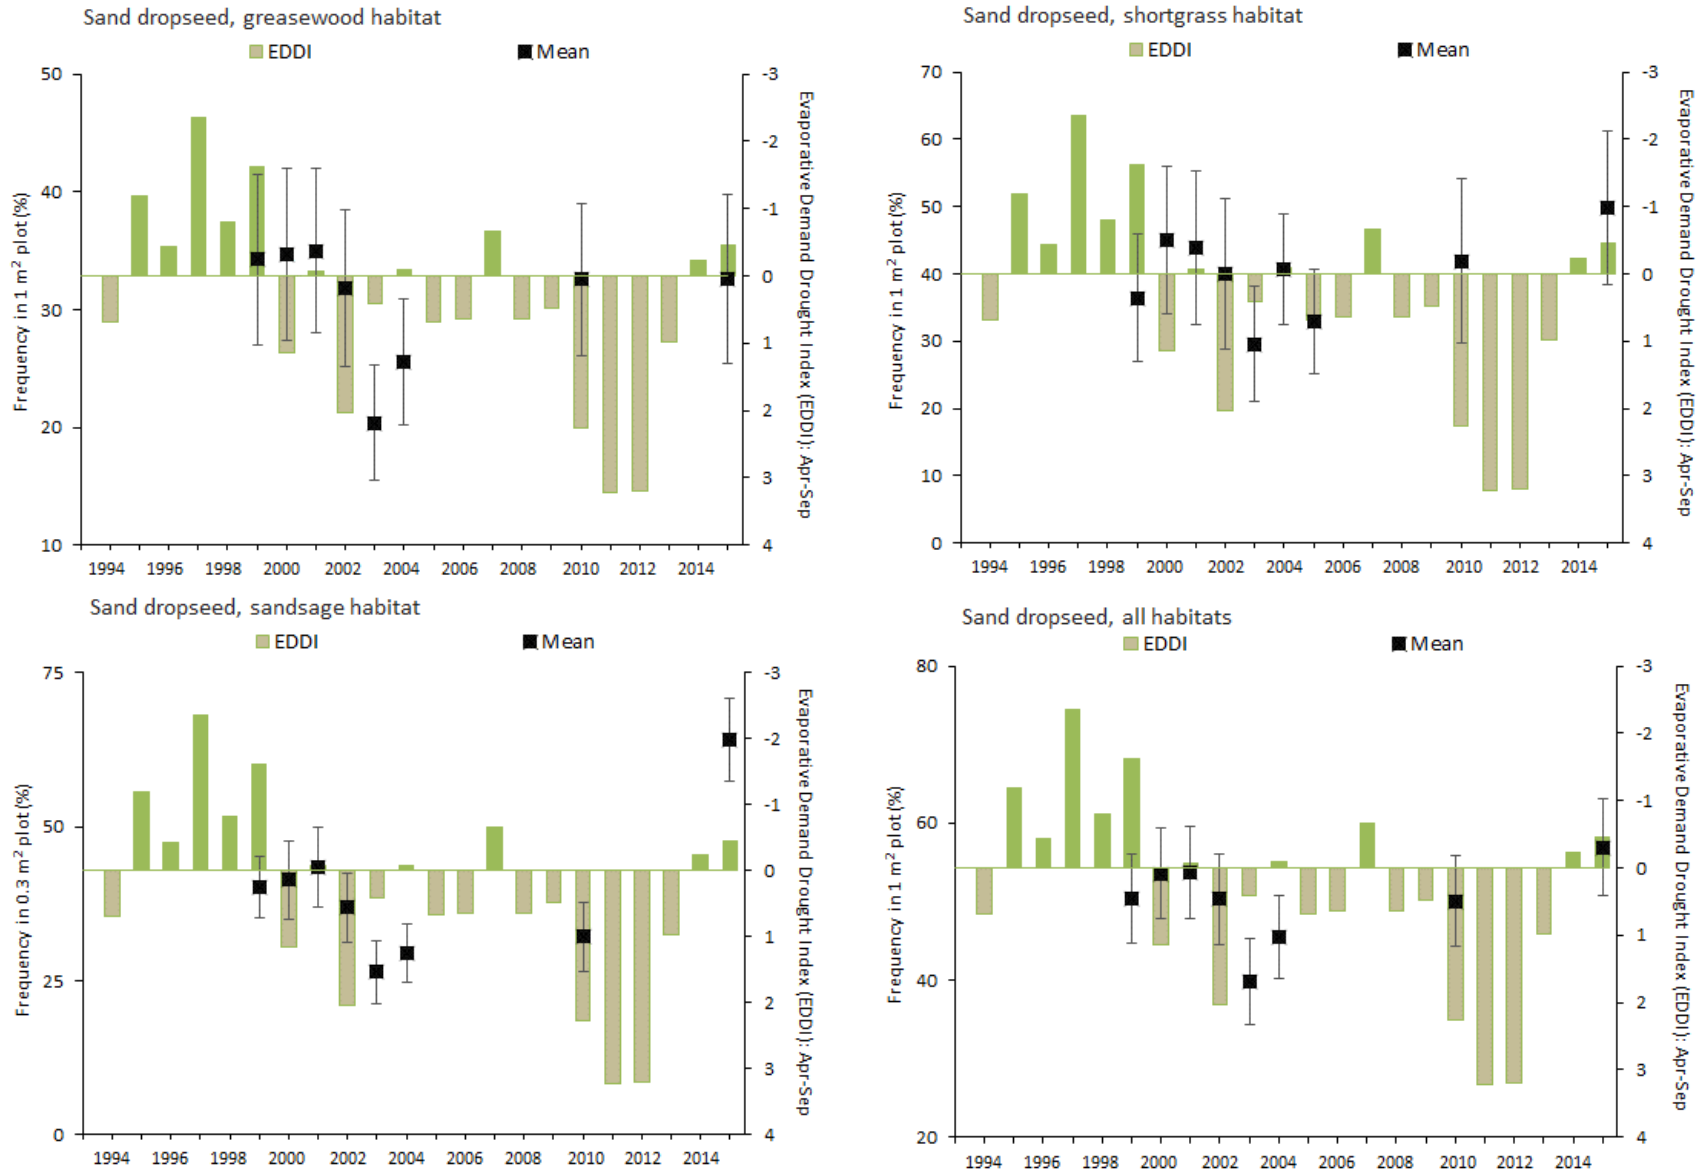 Sand dropseed, greasewood habitat
EDDI
Mean
50
40
30
20
10
Frequency in 1 m² plot (%)
-3
-2
-1
0
1
2
3
4
Evaporative Demand Drought Index (EDDI): Apr-Sep
1994 1996 1998 2000 2002 2004 2006 2008 2010 2012 2014
Sand dropseed, shortgrass habitat
EDDI
Mean
70
60
50
40
30
20
10
0
Frequency in 1 m² plot (%)
-3
-2
-1
0
1
2
3
4
Evaporative Demand Drought Index (EDDI): Apr-Sep
1994 1996 1998 2000 2002 2004 2006 2008 2010 2012 2014
Sand dropseed, sandsage habitat
EDDI
Mean
75
50
25
0
Frequency in 0.3 m² plot (%)
-3
-2
-1
0
1
2
3
4
Evaporative Demand Drought Index (EDDI): Apr-Sep
1994 1996 1998 2000 2002 2004 2006 2008 2010 2012 2014
Sand dropseed, all habitats
EDDI
Mean
80
60
40
20
Frequency in 1 m² plot (%)
-3
-2
-1
0
1
2
3
4
Evaporative Demand Drought Index (EDDI): Apr-Sep
1994 1996 1998 2000 2002 2004 2006 2008 2010 2012 2014